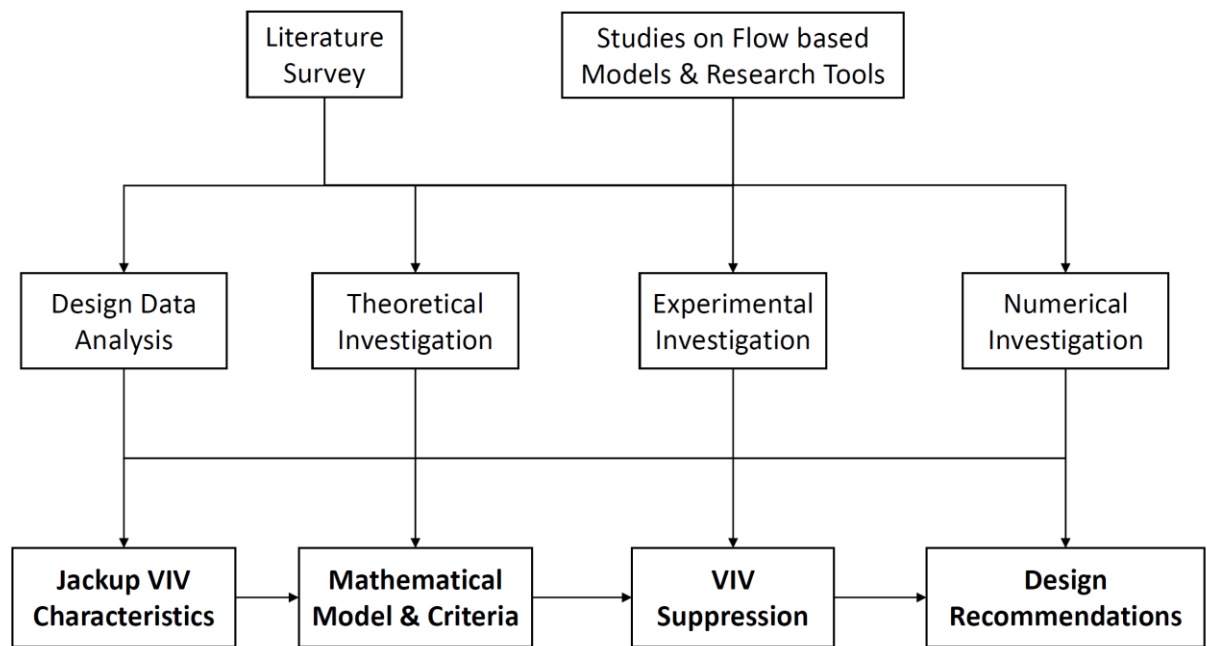 Literature
Survey
Studies on Flow based
Models & Research Tools
Design Data
Analysis
Theoretical
Investigation
Experimental
Investigation
Numerical
Investigation
Jackup VIV
Characteristics
Mathematical
Model & Criteria
VIV
Suppression
Design
Recommendations